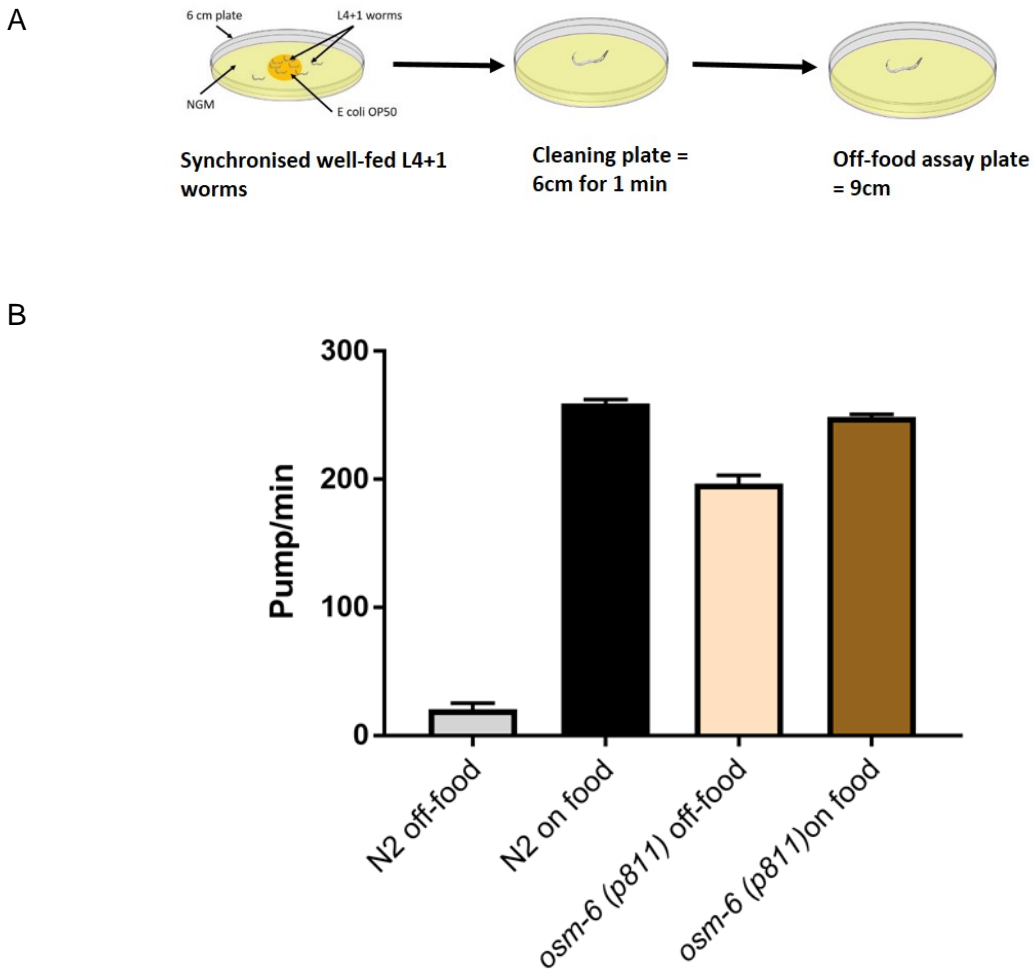 A
6 cm plate
L4+1 worms
NGM
E coli OP50
Synchronised well-fed L4+1
worms
Cleaning plate =
6cm for 1 min
Off-food assay plate
= 9cm
B
300
200
100
0
Pump/min
N2 off-food
N2 on food
osm-6 (p811) off-food
osm-6 (p811)on food